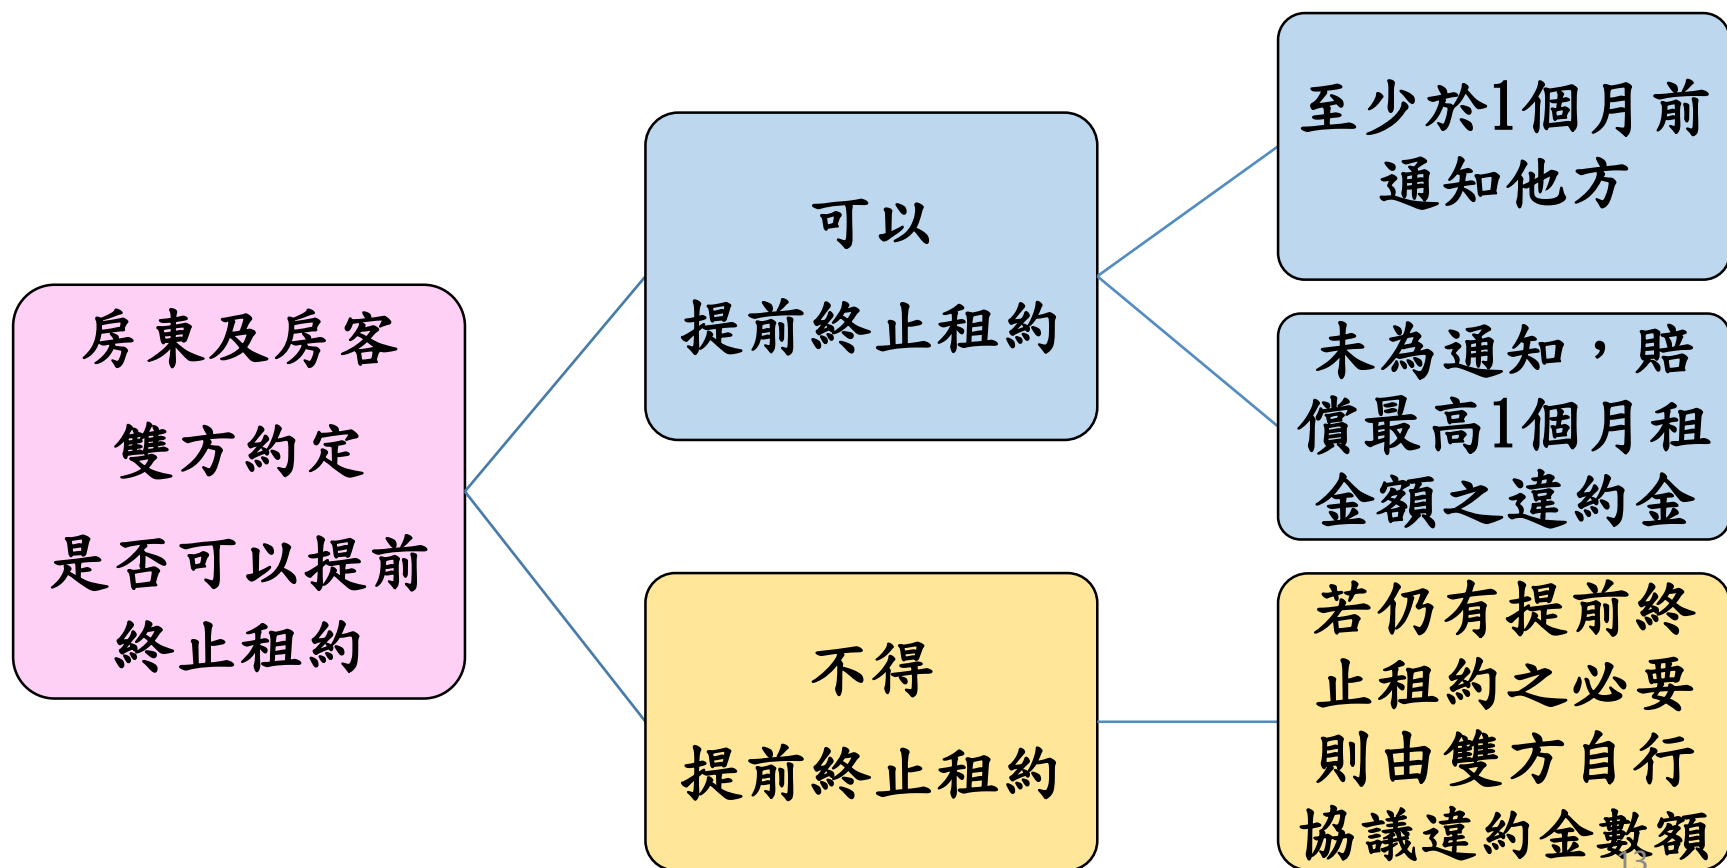 房東及房客
雙方約定
是否可以提前
終止租約
可以
提前終止租約
至少於1個月前
通知他方
未為通知，賠
償最高1個月租
金額之違約金
不得
提前終止租約
若仍有提前終
止租約之必要
則由雙方自行
協議違約金數額
13